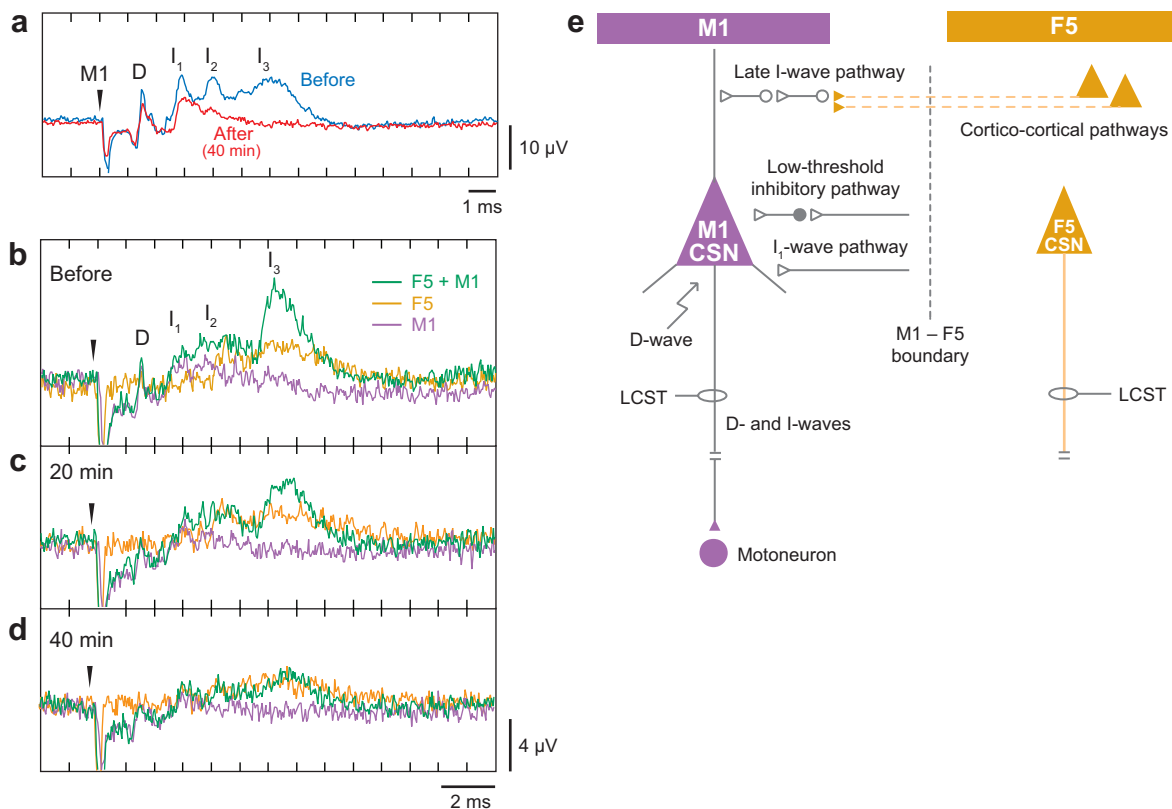 a
M1
D
I1
I2
I3
Before
After
(40 min)
10 µV
1 ms
b
Before
D
I1
I2
I3
F5 + M1
F5
M1
c
20 min
d
40 min
4 µV
2 ms
e
M1
F5
Late I-wave pathway
Cortico-cortical pathways
Low-threshold
inhibitory pathway
M1
CSN
F5
CSN
I1-wave pathway
D-wave
M1 – F5
boundary
LCST
LCST
D- and I-waves
Motoneuron